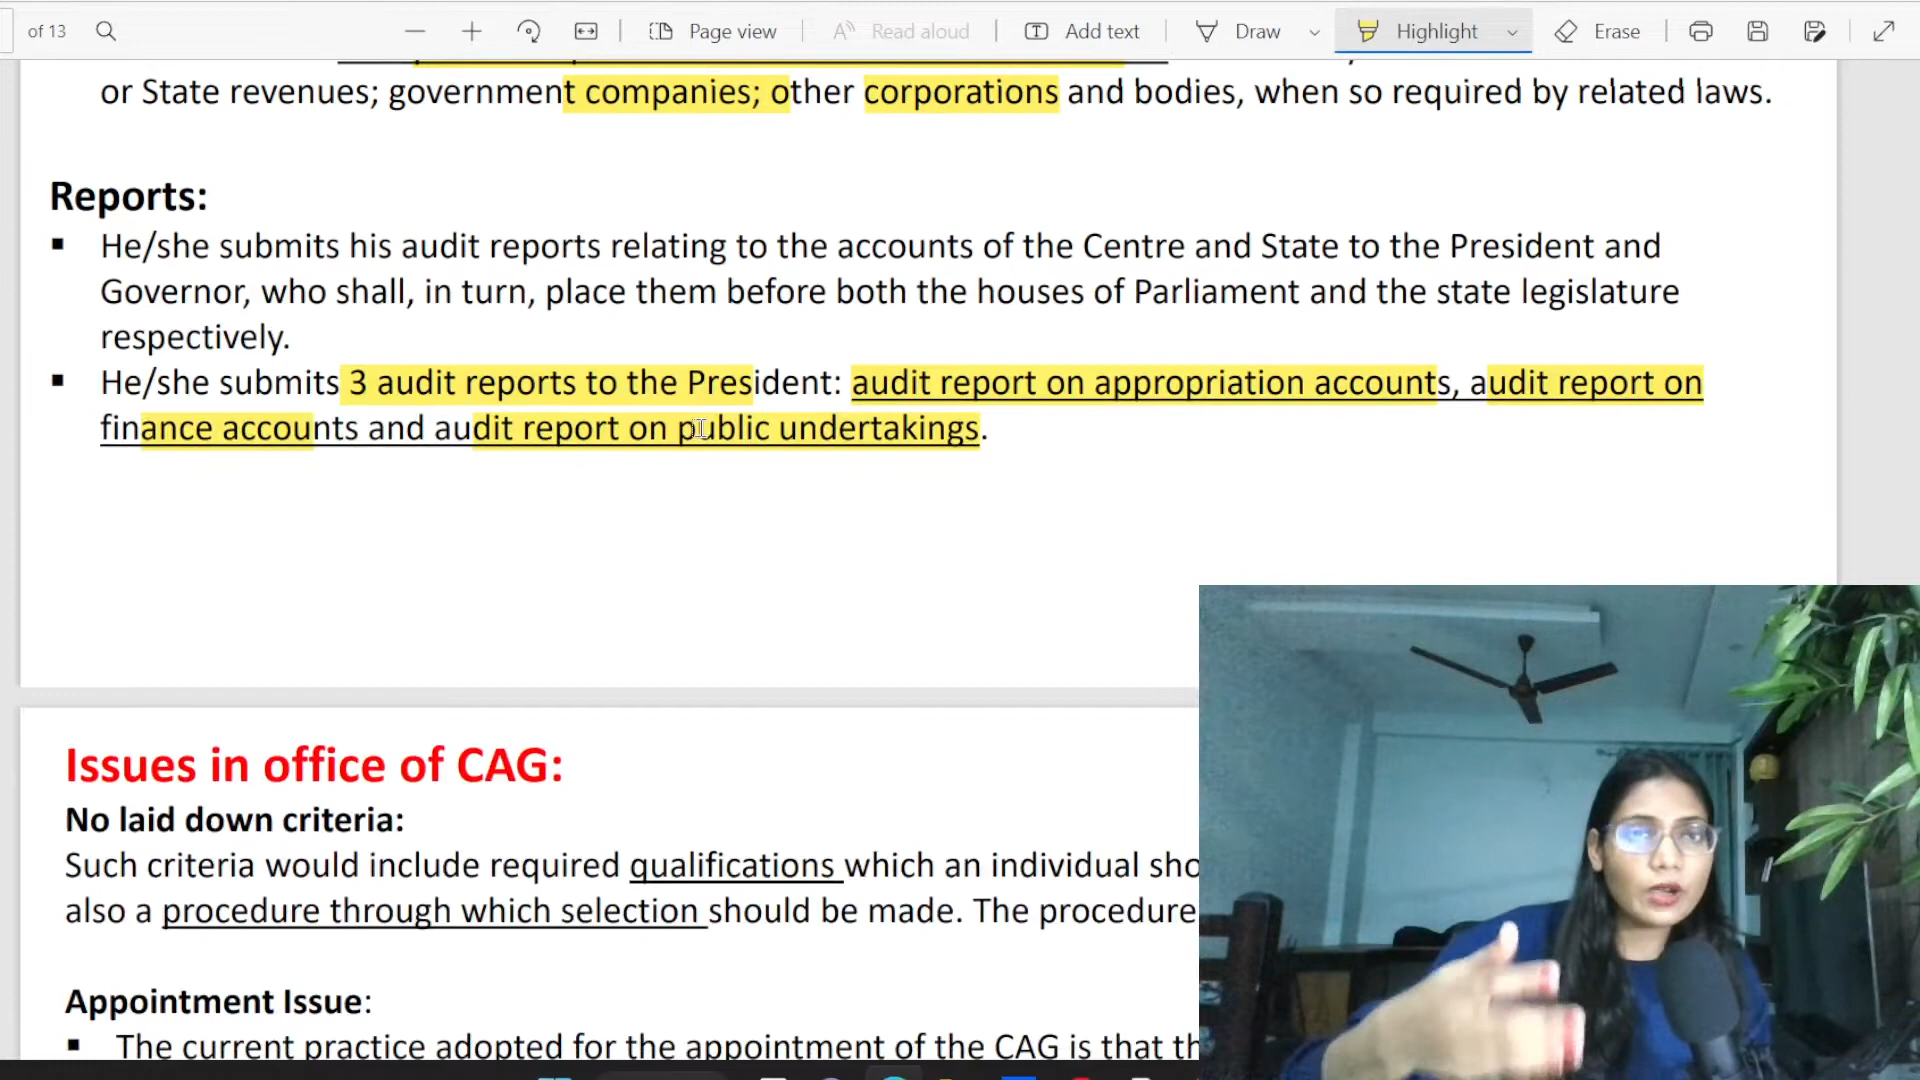 of 13 Page view Read aloud Add text Draw Highlight Erase
or State revenues; government companies; other corporations and bodies, when so required by related laws.
Reports:
▪ He/she submits his audit reports relating to the accounts of the Centre and State to the President and
Governor, who shall, in turn, place them before both the houses of Parliament and the state legislature
respectively.
▪ He/she submits 3 audit reports to the President: audit report on appropriation accounts, audit report on
finance accounts and audit report on public undertakings.
Issues in office of CAG:
No laid down criteria:
Such criteria would include required qualifications which an individual sho
also a procedure through which selection should be made. The procedure
Appointment Issue:
▪ The current practice adopted for the appointment of the CAG is that th